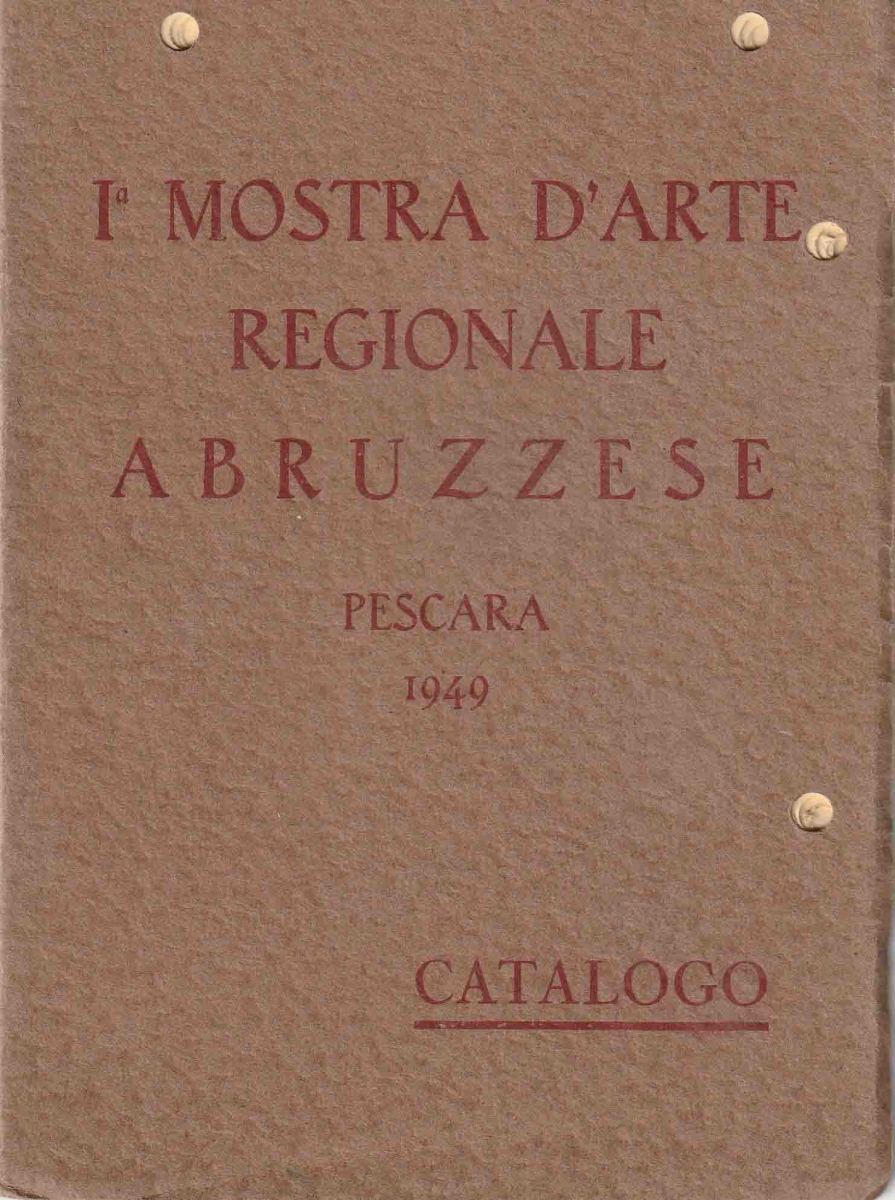 Iª MOSTRA D'ARTE
REGIONALE
ABRUZZESE
PESCARA
1949
CATALOGO